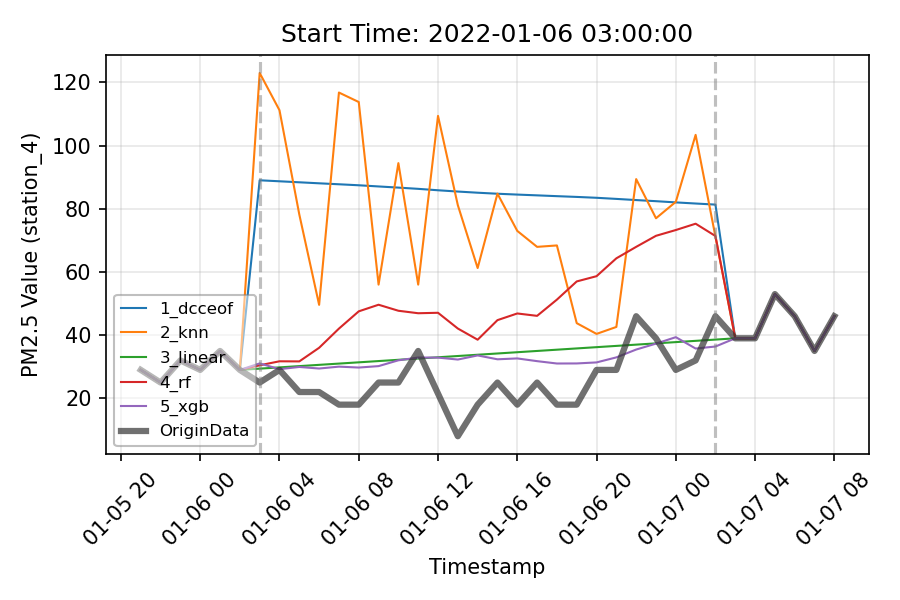 Start Time: 2022-01-06 03:00:00
PM2.5 Value (station_4)
120
100
80
60
40
20
1_dcceof
2_knn
3_linear
4_rf
5_xgb
OriginData
01-05 20
01-06 00
01-06 04
01-06 08
01-06 12
01-06 16
01-06 20
01-07 00
01-07 04
01-07 08
Timestamp